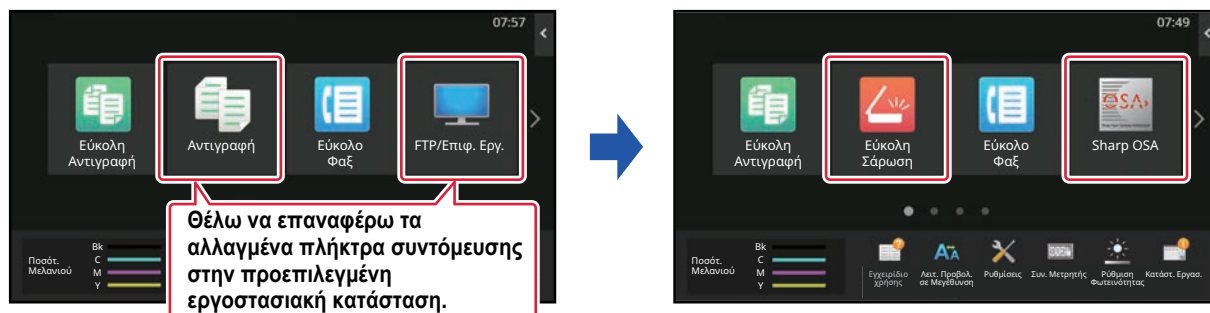 07:57
Εύκολη
Αντιγραφή
Αντιγραφή
Εύκολο
Φαξ
FTP/Επιφ. Εργ.
Θέλω να επαναφέρω τα
αλλαγμένα πλήκτρα συντόμευσης
στην προεπιλεγμένη
εργοστασιακή κατάσταση.
Ποσότ.
Μελανιού
Bk
C
M
Y
07:49
Εύκολη
Αντιγραφή
Εύκολη
Σάρωση
Εύκολο
Φαξ
OSA
Sharp OSA
Ποσότ.
Μελανιού
Bk
C
M
Y
Εγχειρίδιο
χρήσης
Λειτ. Προβολ.
σε Μεγέθυνση
Ρυθμίσεις
Συν. Μετρητής
Ρύθμιση
Φωτεινότητας
Κατάστ. Εργασ.